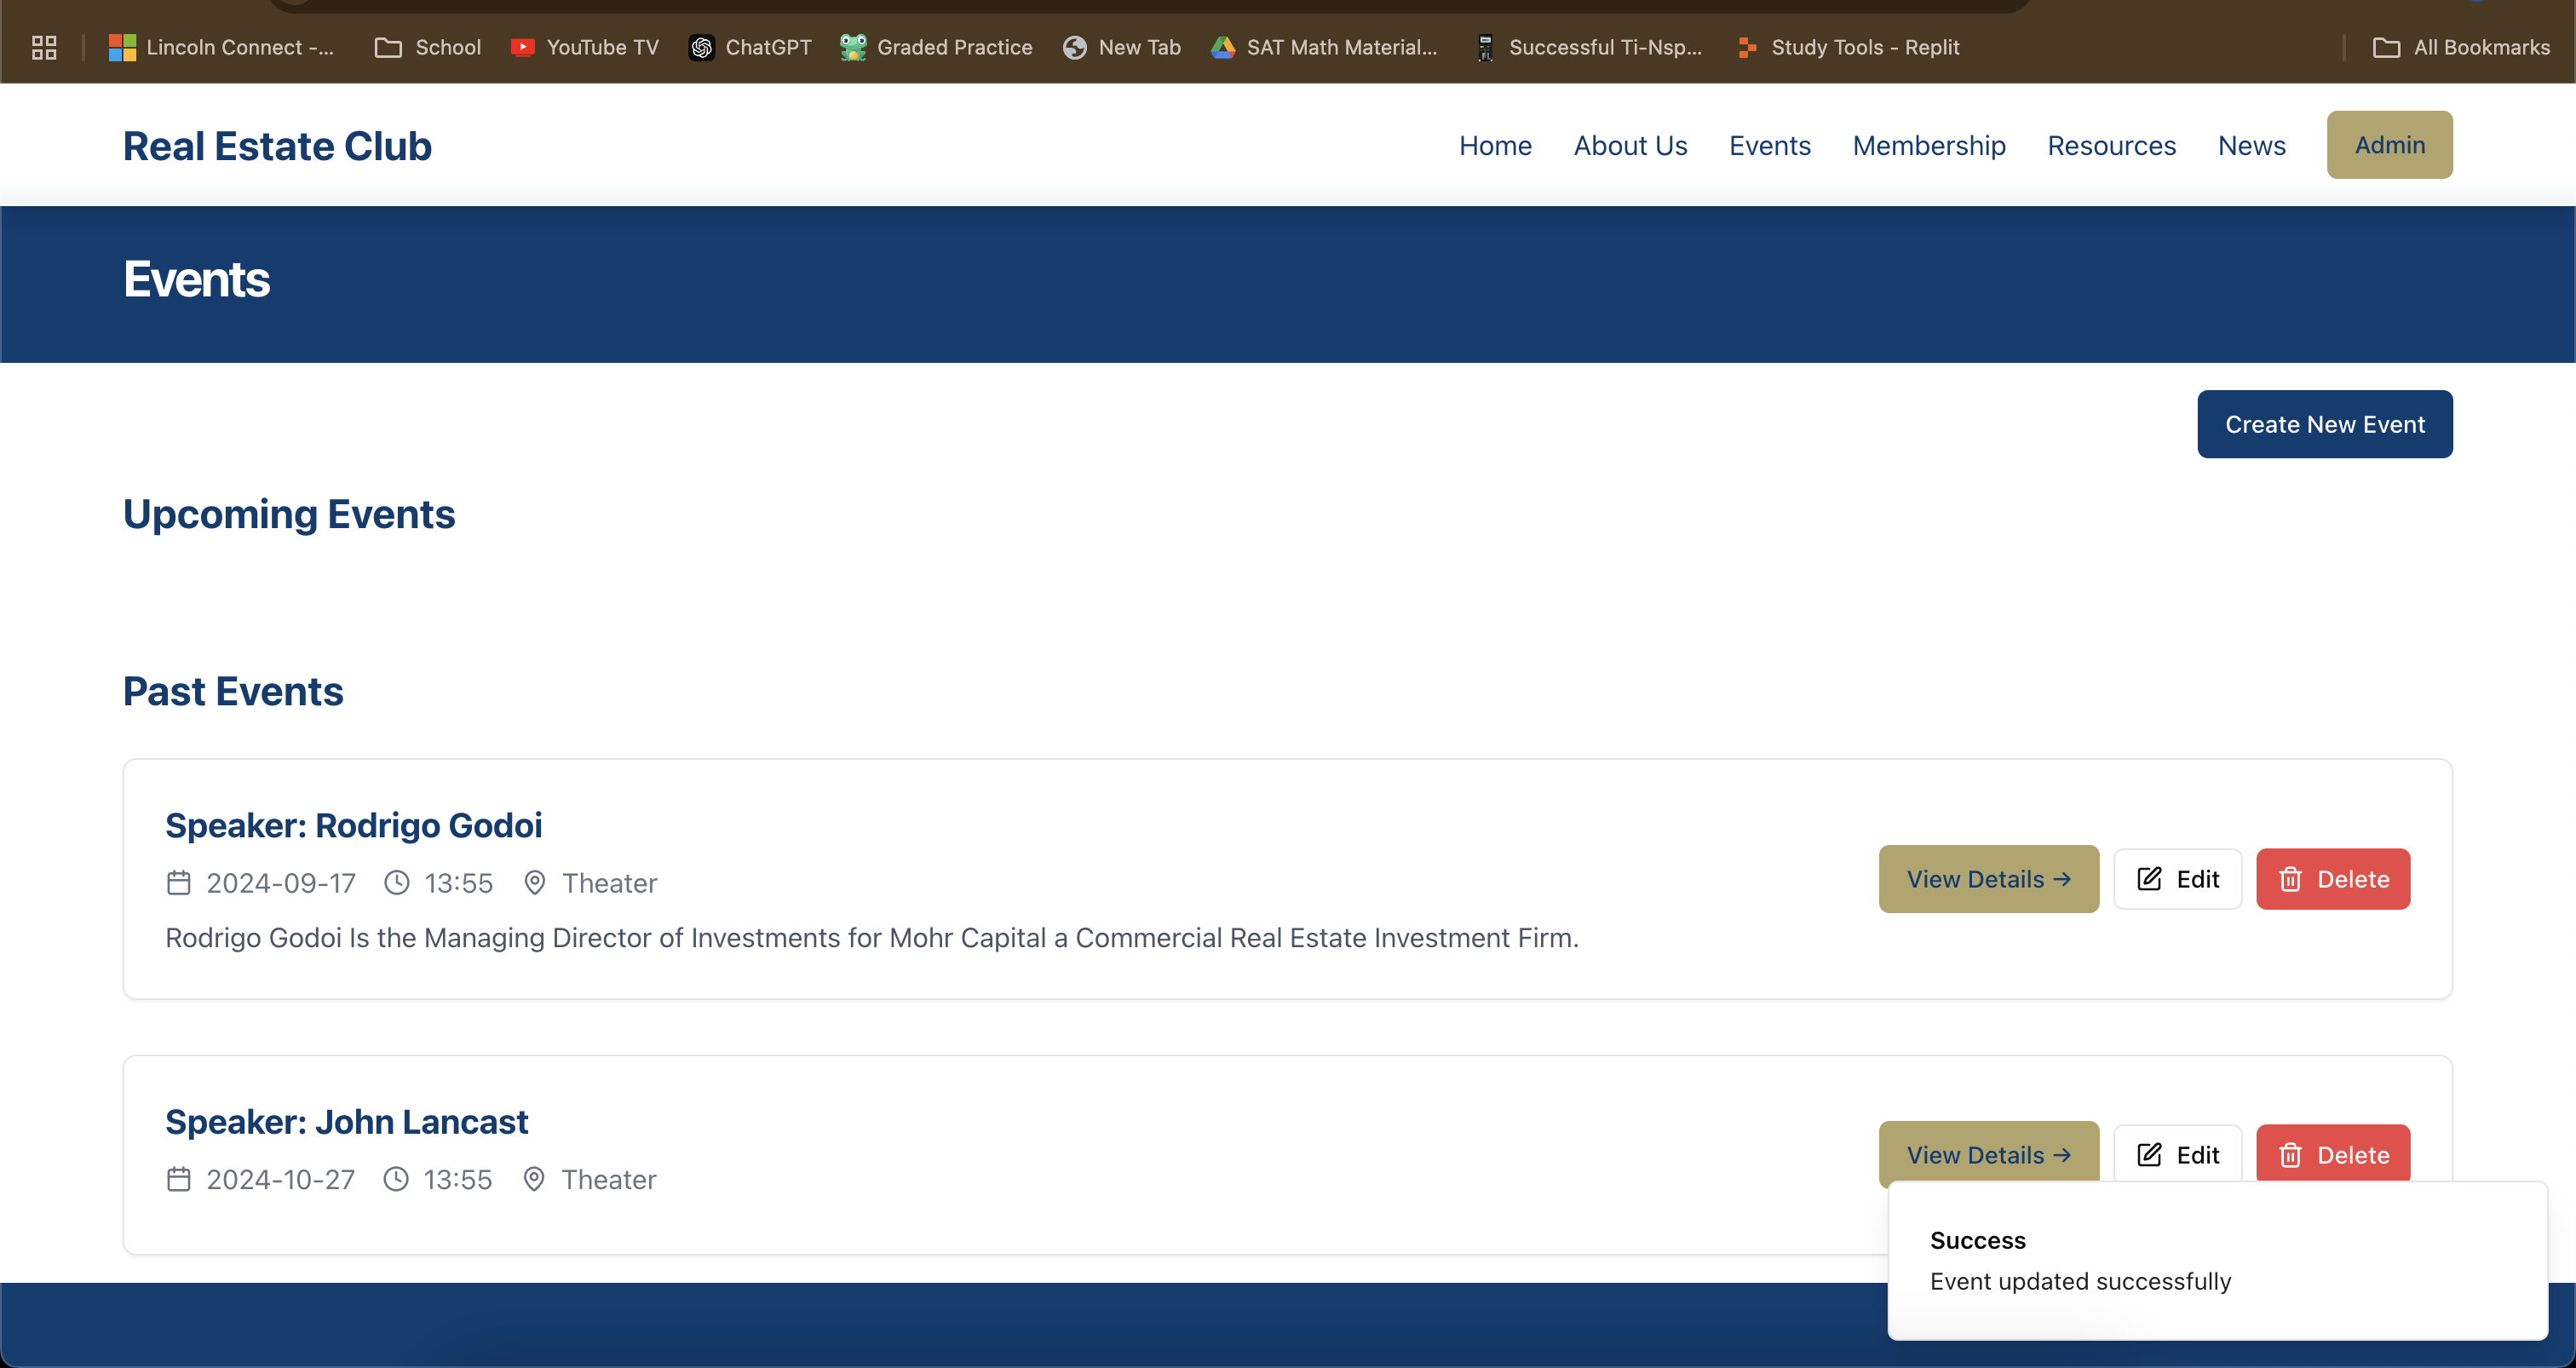 Lincoln Connect -... School YouTube TV ChatGPT Graded Practice New Tab SAT Math Material... Successful Ti-Nsp... Study Tools - Replit All Bookmarks
Real Estate Club Home About Us Events Membership Resources News Admin
Events
Create New Event
Upcoming Events
Past Events
Speaker: Rodrigo Godoi
2024-09-17 13:55 Theater
Rodrigo Godoi Is the Managing Director of Investments for Mohr Capital a Commercial Real Estate Investment Firm.
View Details → Edit Delete
Speaker: John Lancast
2024-10-27 13:55 Theater
View Details → Edit Delete
Success
Event updated successfully